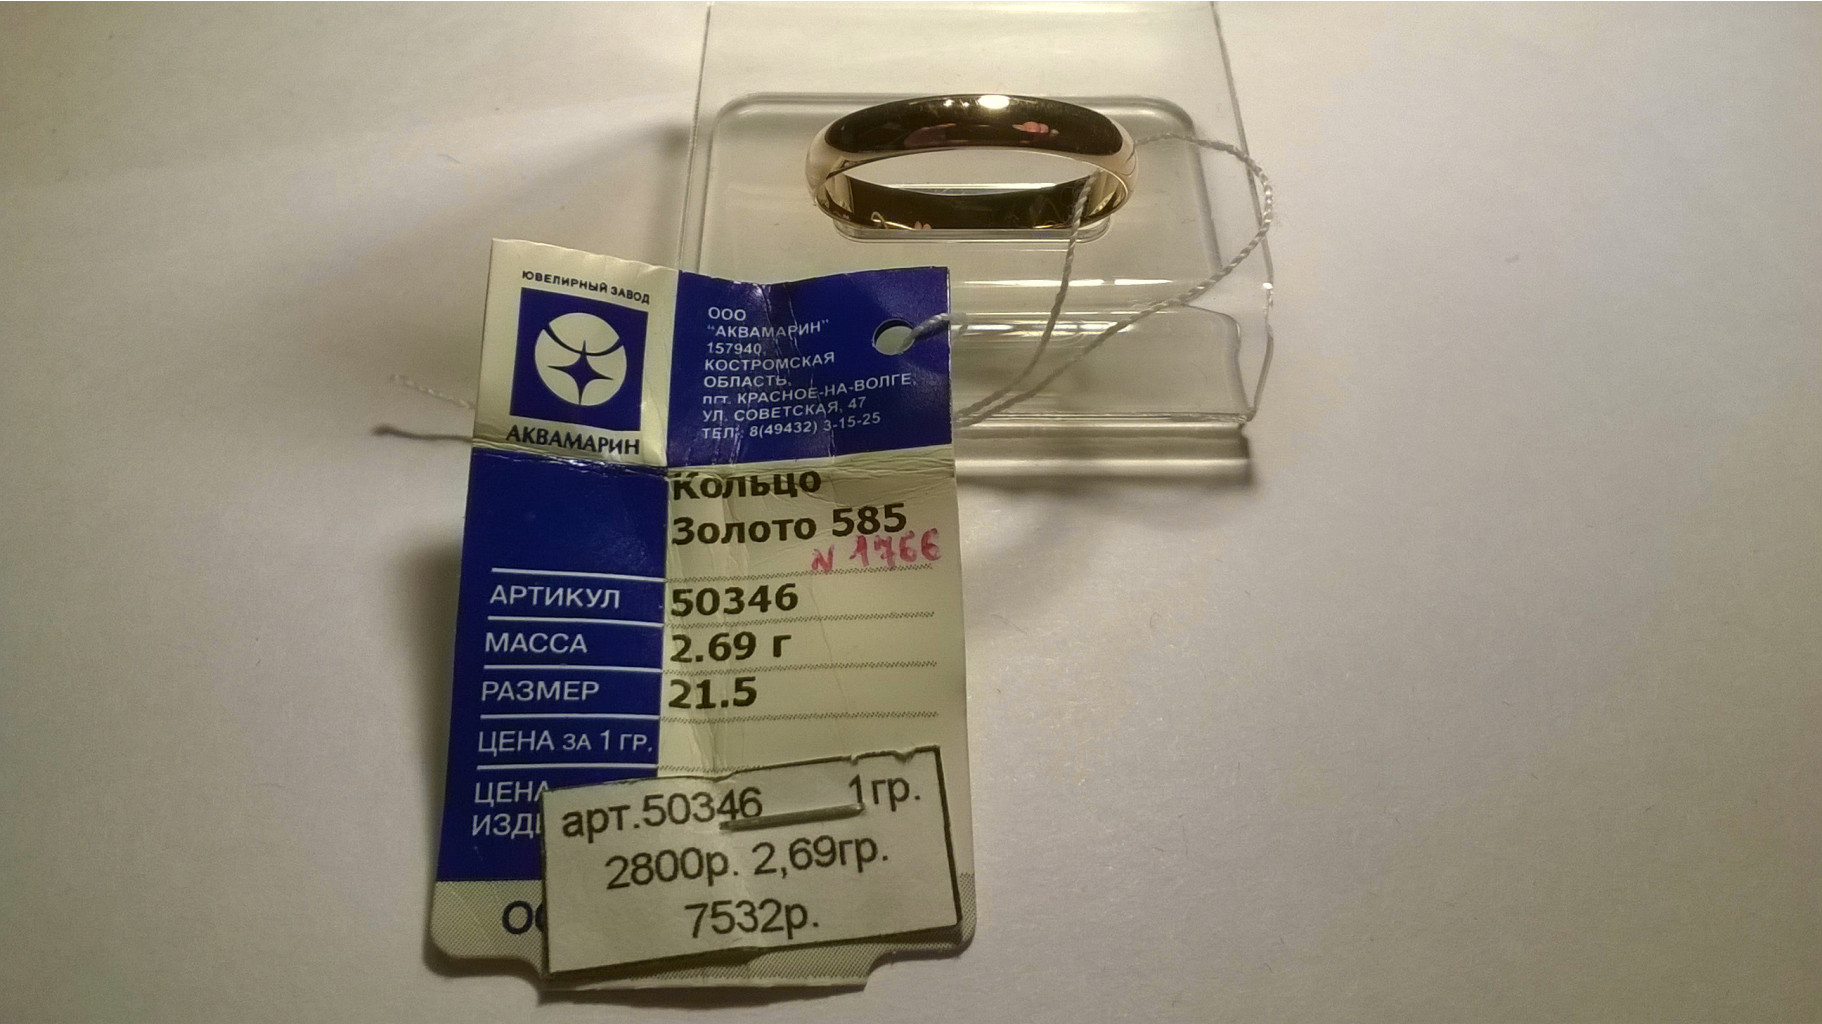 ЮВЕЛИРНЫЙ ЗАВОД
АКВАМАРИН
ООО
"АКВАМАРИН"
157940,
КОСТРОМСКАЯ
ОБЛАСТЬ,
пгт. КРАСНОЕ-НА-ВОЛГЕ,
УЛ. СОВЕТСКАЯ, 47
ТЕЛ: 8(49432) 3-15-25
Кольцо
Золото 585
N 1766
АРТИКУЛ 50346
МАССА 2.69 г
РАЗМЕР 21.5
ЦЕНА ЗА 1 ГР.
ЦЕНА
арт.50346 1гр.
2800р. 2,69гр.
7532р.